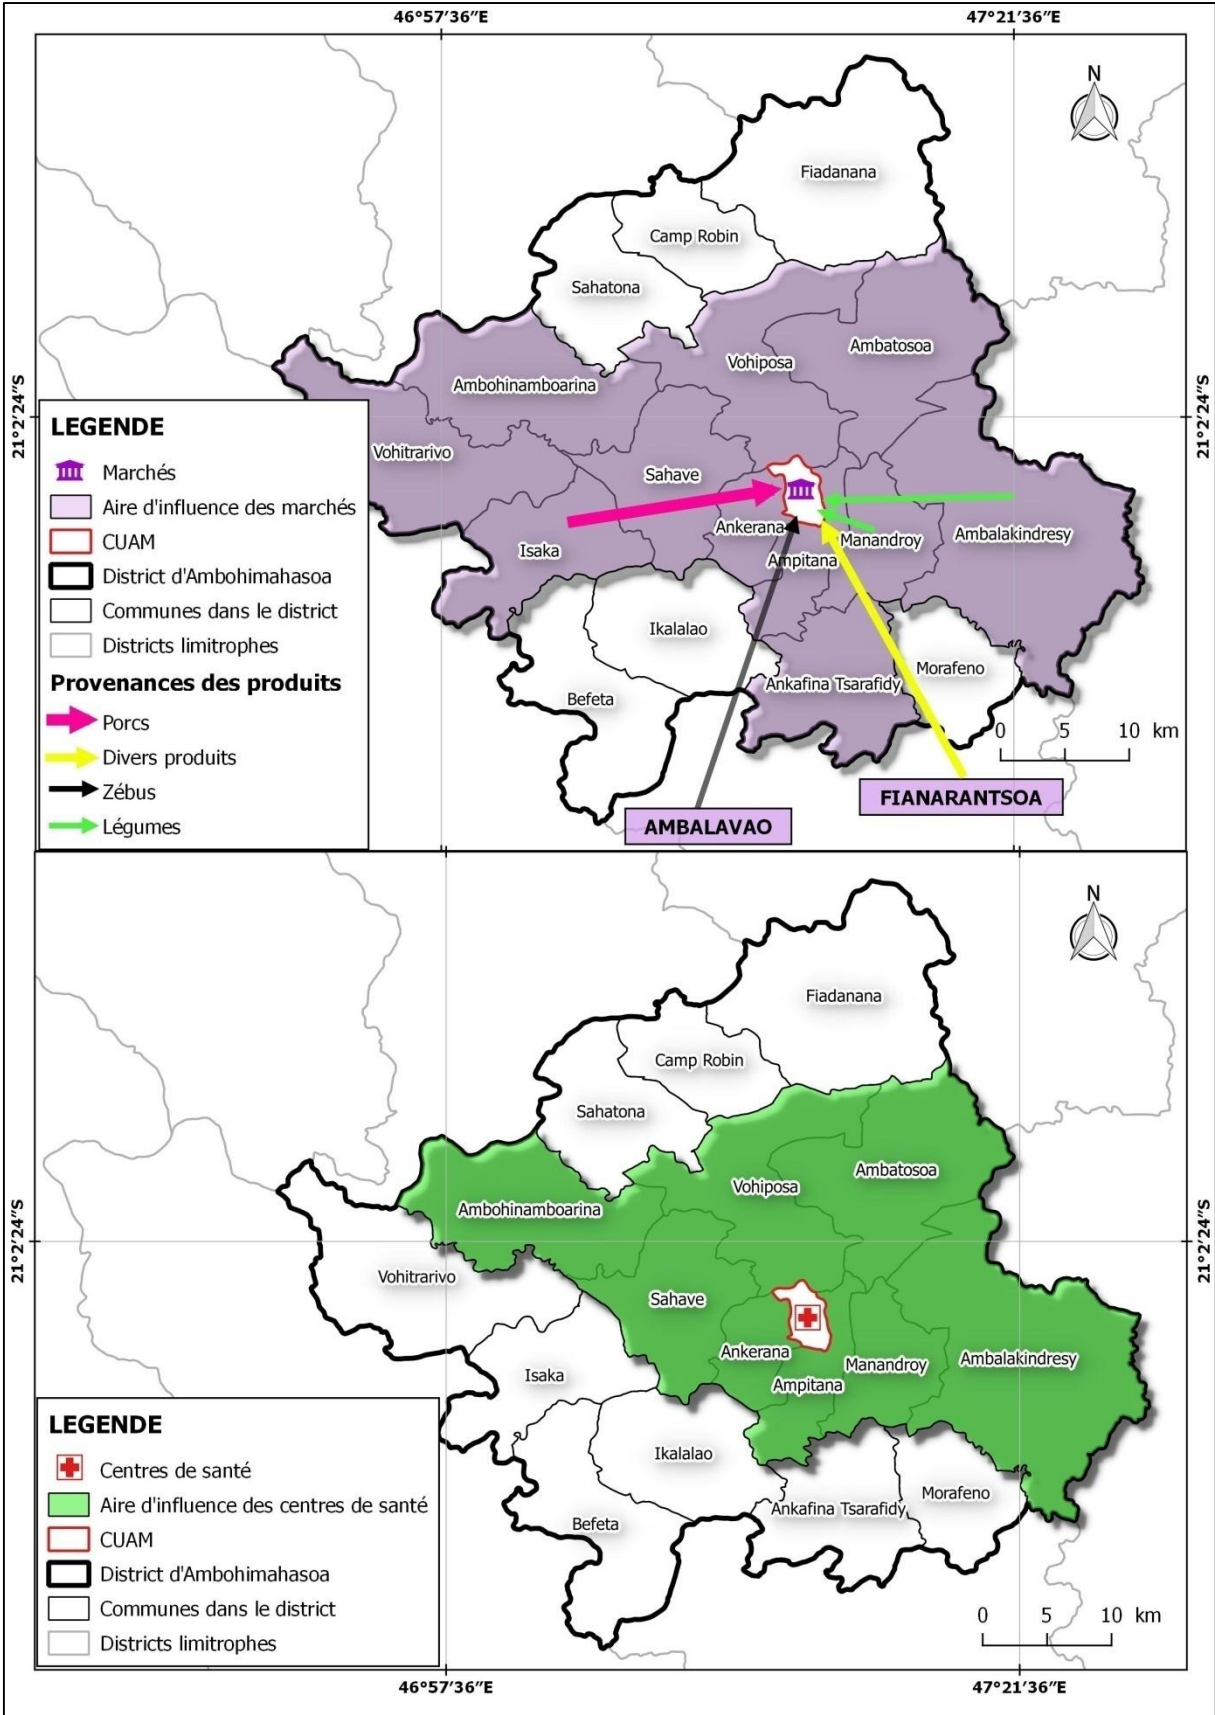 46°57′36″E
47°21′36″E
N
Fiadanana
Camp Robin
Sahatona
Ambatosoa
Vohiposa
Ambohinamboarina
21°2′24″S
21°2′24″S
LEGENDE
Marchés
Aire d'influence des marchés
CUAM
District d'Ambohimahasoa
Communes dans le district
Districts limitrophes
Provenances des produits
Porcs
Divers produits
Zébus
Légumes
Vohitrarivo
Sahave
Isaka
Ankerana
Manandroy
Ambalakindresy
Ampitana
Ikalalao
Morafeno
Ankafina Tsarafidy
Befeta
0 5 10 km
FIANARANTSOA
AMBALAVAO
N
Fiadanana
Camp Robin
Sahatona
Ambatosoa
Vohiposa
Ambohinamboarina
21°2′24″S
21°2′24″S
Vohitrarivo
Sahave
Ankerana
Manandroy
Ambalakindresy
Isaka
Ampitana
Ikalalao
Morafeno
Ankafina Tsarafidy
Befeta
LEGENDE
Centres de santé
Aire d'influence des centres de santé
CUAM
District d'Ambohimahasoa
Communes dans le district
Districts limitrophes
0 5 10 km
46°57′36″E
47°21′36″E